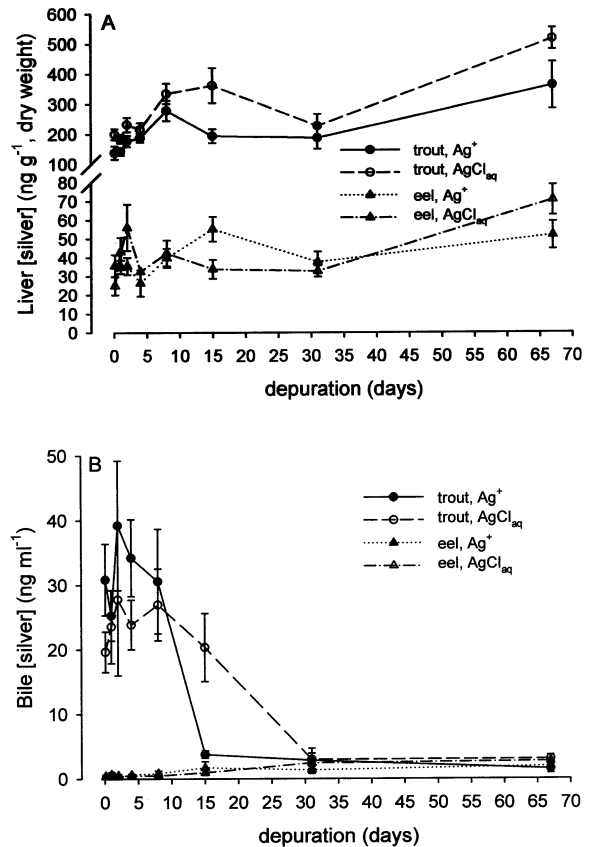 A
600
500
400
300
200
100
80
70
60
50
40
30
20
10
0
Liver [silver] (ng g⁻¹, dry weight)
trout, Ag⁺
trout, AgClaq
eel, Ag⁺
eel, AgClaq
0 5 10 15 20 25 30 35 40 45 50 55 60 65 70
depuration (days)
B
50
40
30
20
10
0
Bile [silver] (ng ml⁻¹)
trout, Ag⁺
trout, AgClaq
eel, Ag⁺
eel, AgClaq
0 5 10 15 20 25 30 35 40 45 50 55 60 65 70
depuration (days)